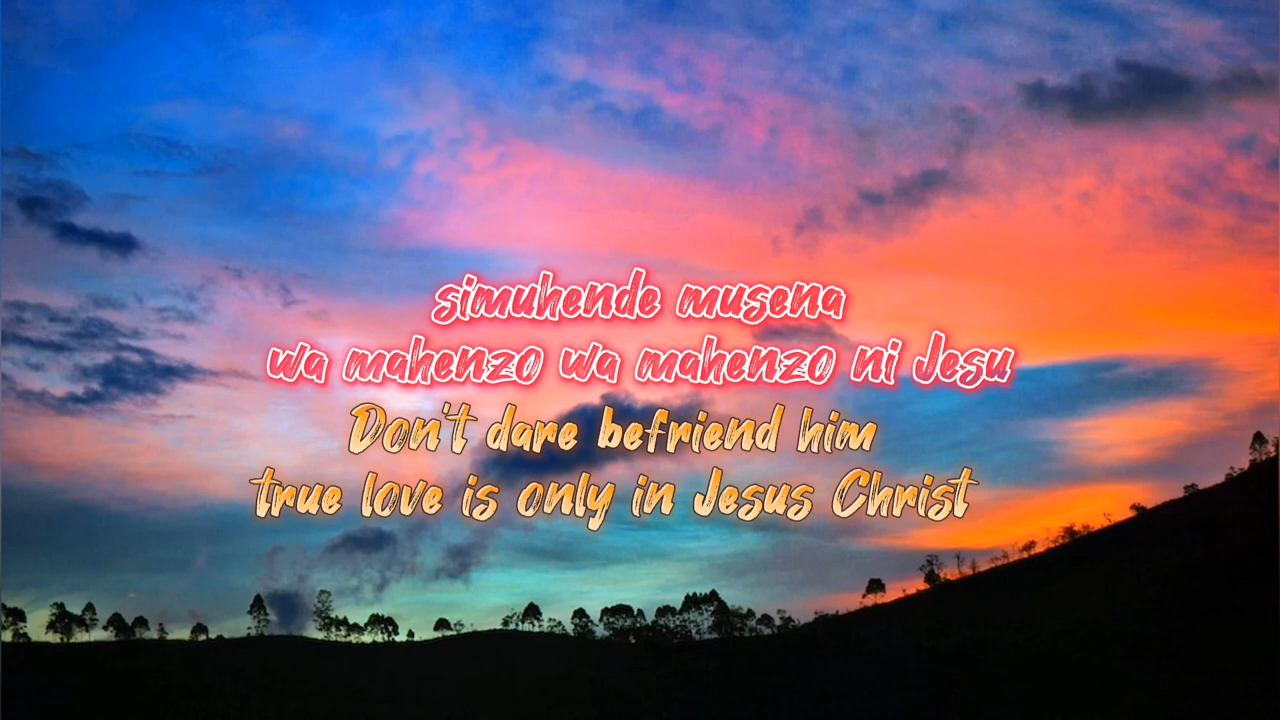 simuhende musena
wa mahenzo wa mahenzo ni Jesu
Don't dare befriend him
true love is only in Jesus Christ